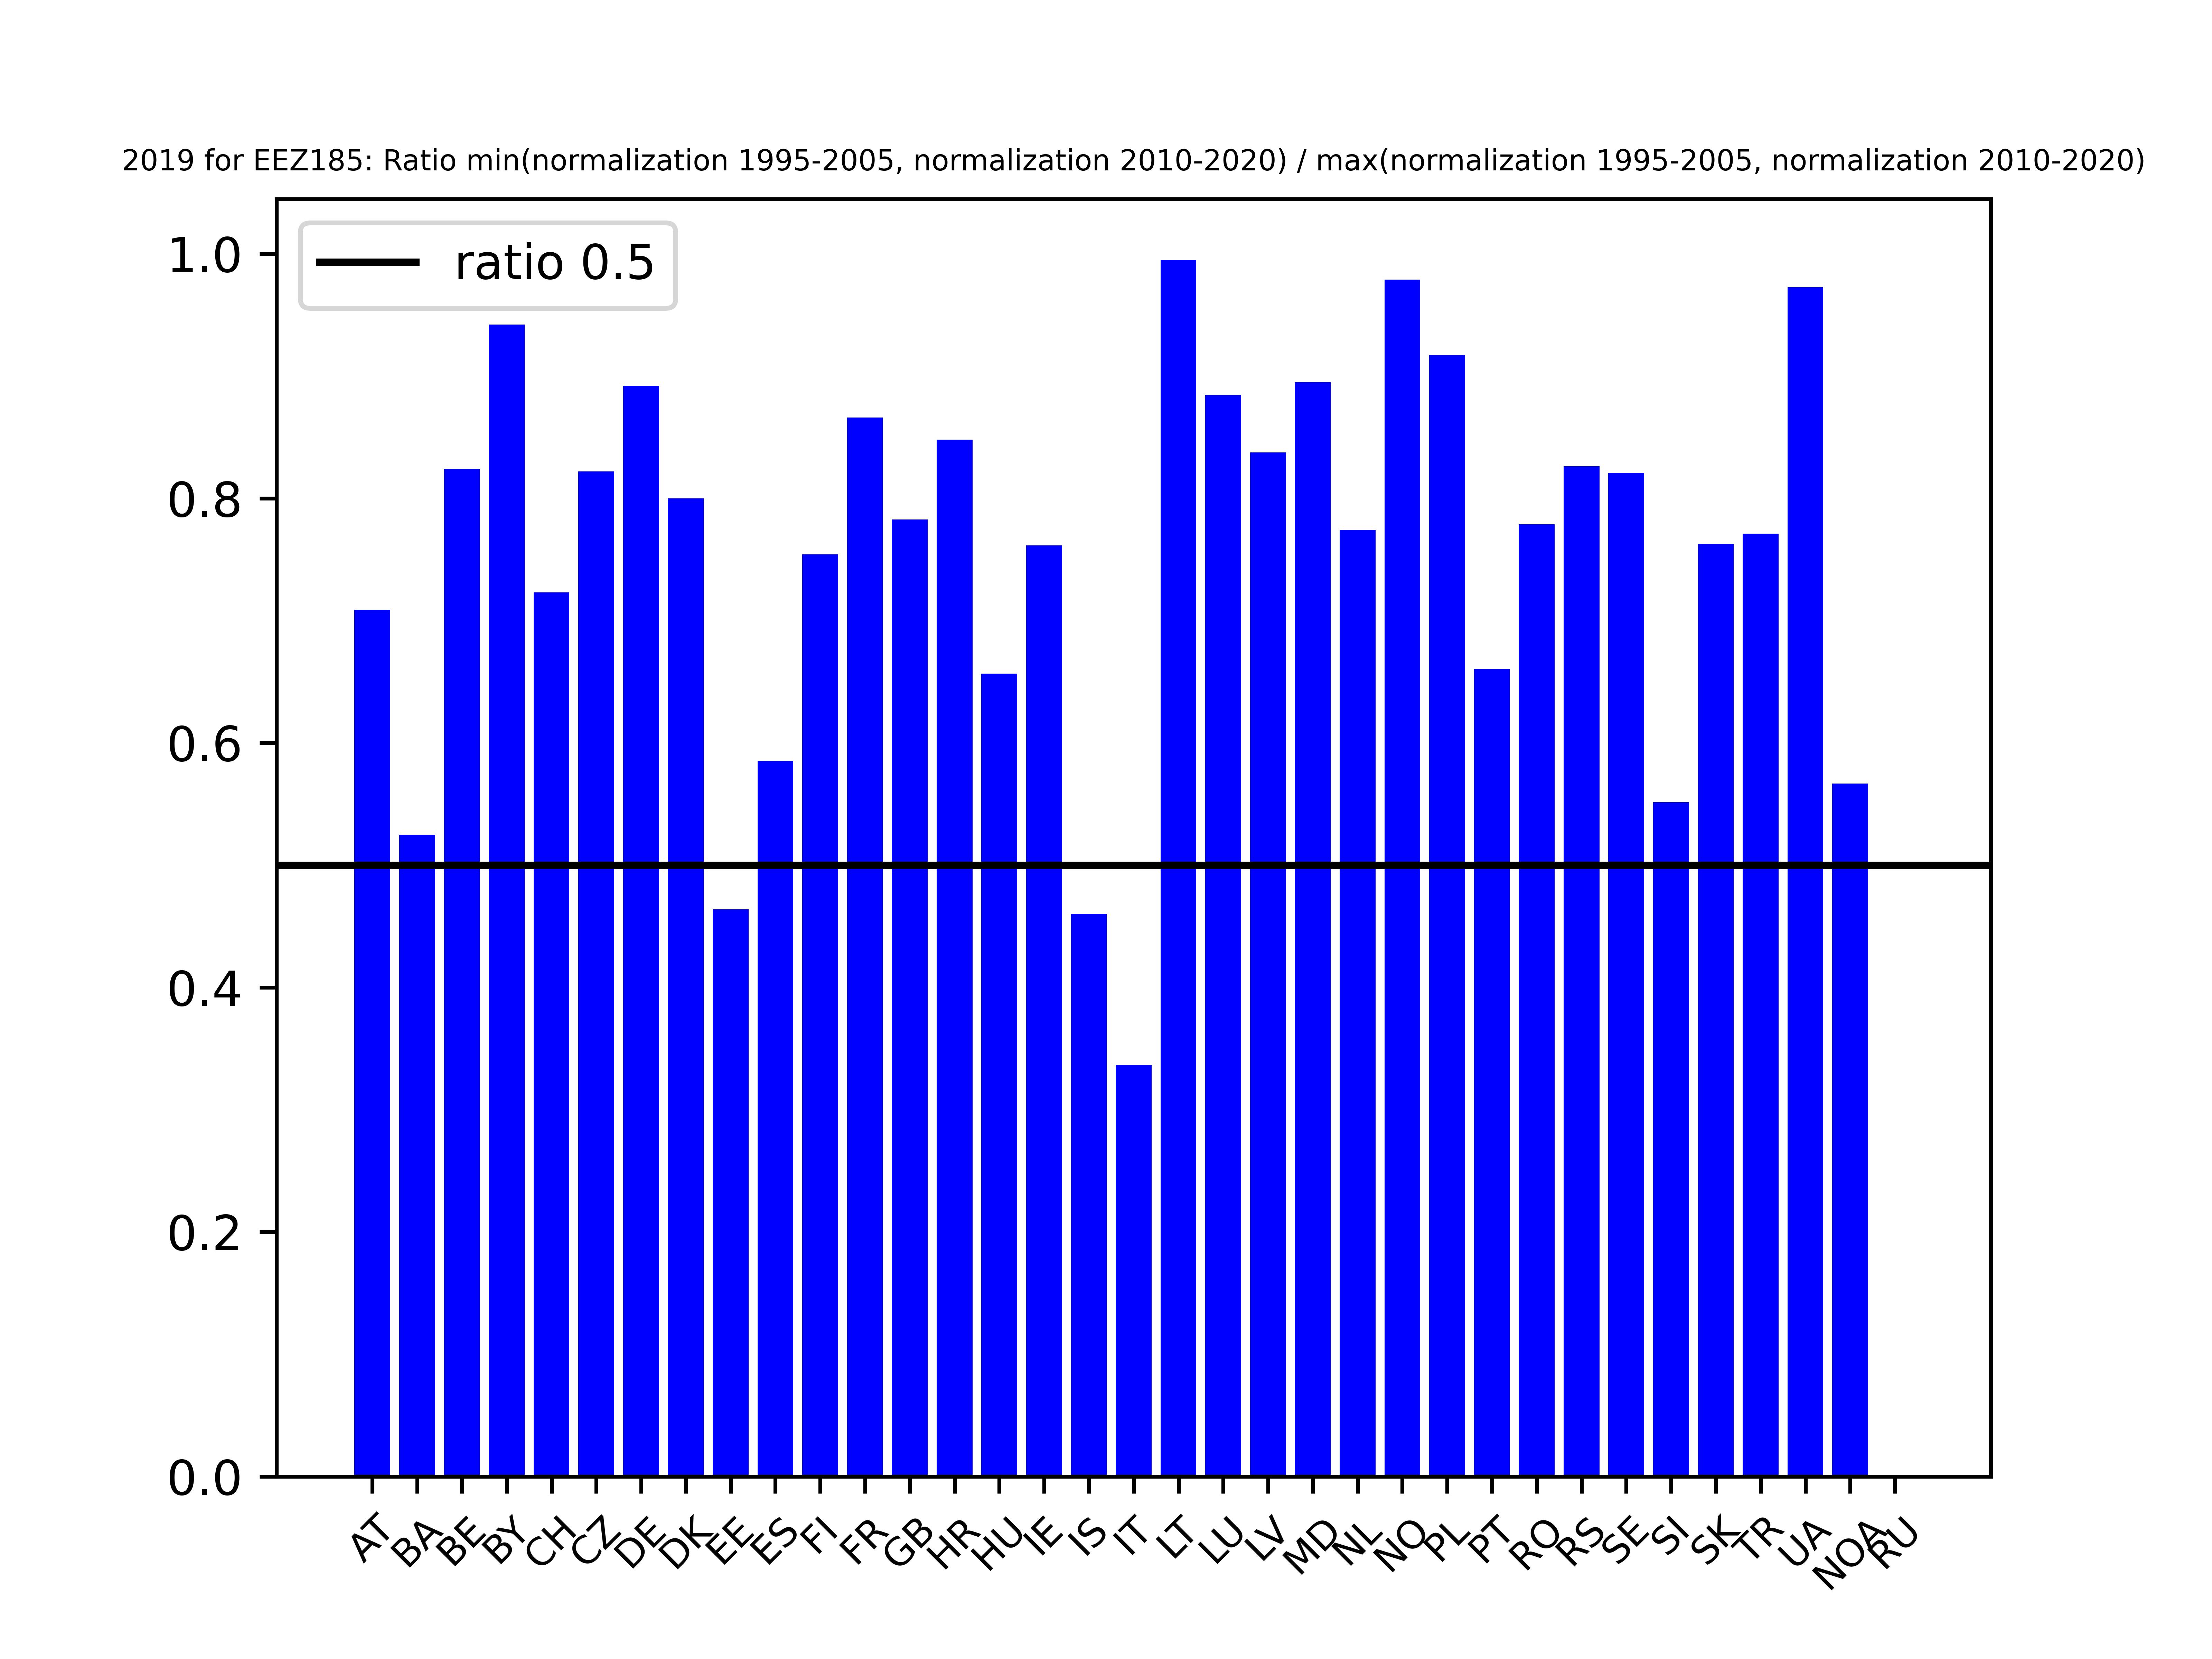 2019 for EEZ185: Ratio min(normalization 1995-2005, normalization 2010-2020) / max(normalization 1995-2005, normalization 2010-2020)
ratio 0.5
1.0
0.8
0.6
0.4
0.2
0.0
AT BA BE BY CH CZ DE DK EE ES FI FR GB HR HU IE IS IT LT LU LV MD NL NO PL PT RO RS SE SI SK TR UA NOA RU